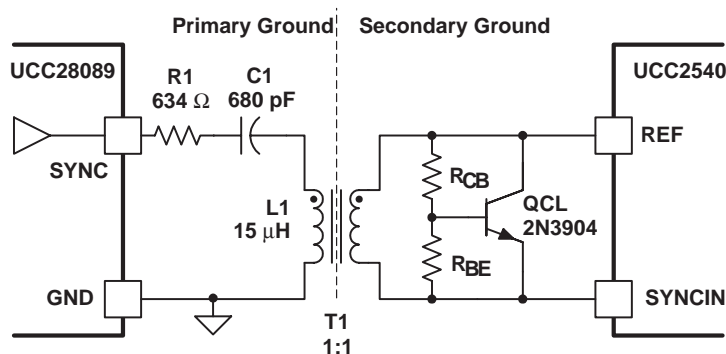 Primary Ground
Secondary Ground
UCC28089
R1
634 Ω
C1
680 pF
UCC2540
SYNC
REF
L1
15 μH
RCB
QCL
2N3904
RBE
GND
SYNCIN
T1
1:1